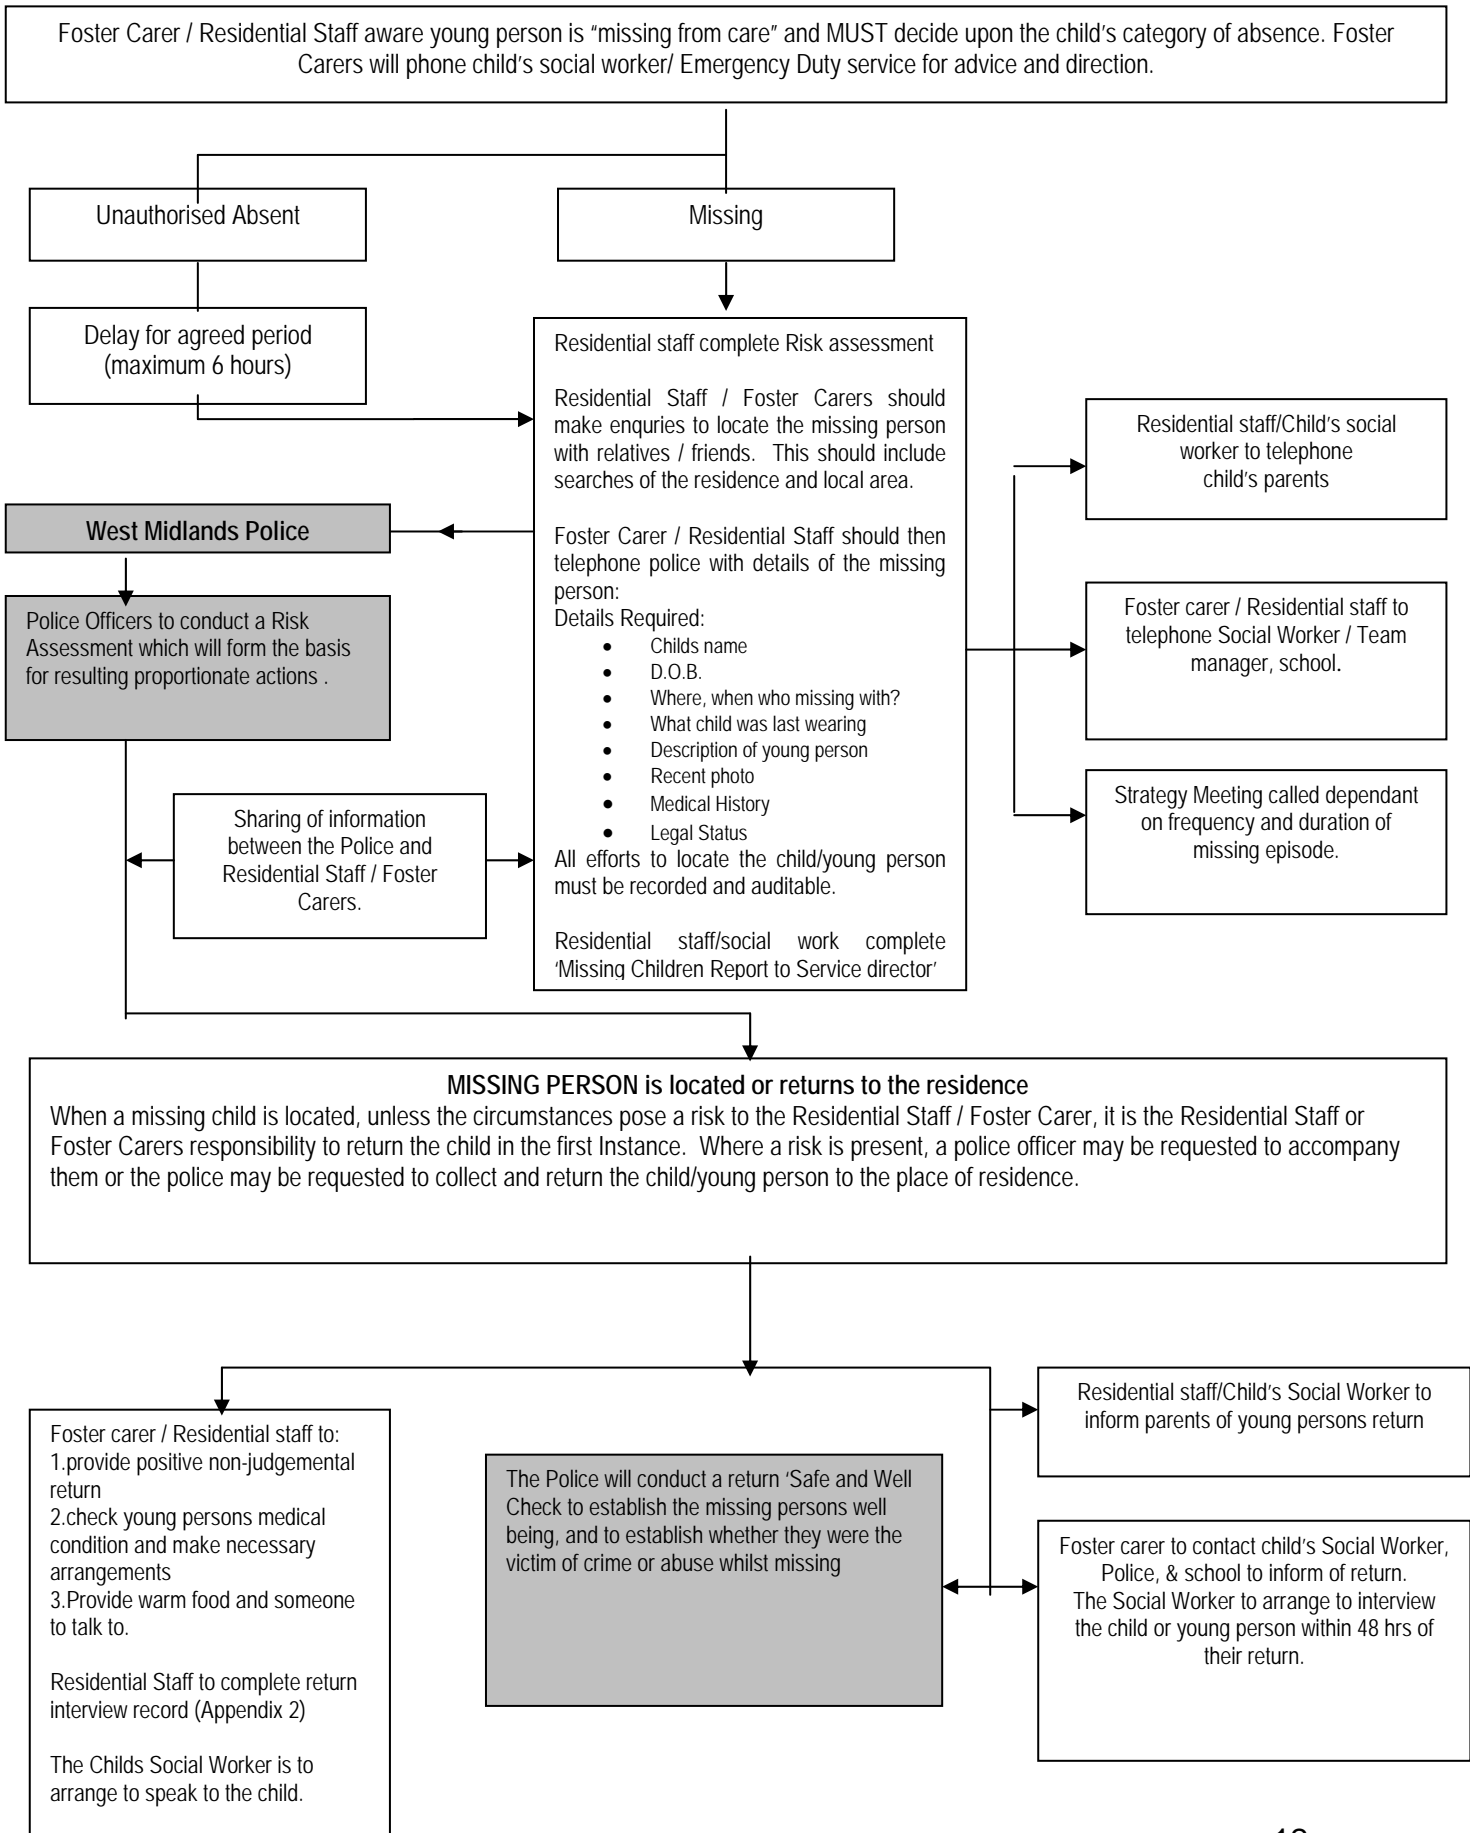 Foster Carer / Residential Staff aware young person is “missing from care” and MUST decide upon the child’s category of absence. Foster
Carers will phone child’s social worker/ Emergency Duty service for advice and direction.
Unauthorised Absent
Missing
Delay for agreed period
(maximum 6 hours)
Residential staff complete Risk assessment
Residential Staff / Foster Carers should
make enquries to locate the missing person
with relatives / friends. This should include
searches of the residence and local area.
Foster Carer / Residential Staff should then
telephone police with details of the missing
person:
Details Required:
• Childs name
• D.O.B.
• Where, when who missing with?
• What child was last wearing
• Description of young person
• Recent photo
• Medical History
• Legal Status
All efforts to locate the child/young person
must be recorded and auditable.
Residential staff/social work complete
‘Missing Children Report to Service director’
Residential staff/Child’s social
worker to telephone
child’s parents
Foster carer / Residential staff to
telephone Social Worker / Team
manager, school.
Strategy Meeting called dependant
on frequency and duration of
missing episode.
West Midlands Police
Police Officers to conduct a Risk
Assessment which will form the basis
for resulting proportionate actions .
Sharing of information
between the Police and
Residential Staff / Foster
Carers.
MISSING PERSON is located or returns to the residence
When a missing child is located, unless the circumstances pose a risk to the Residential Staff / Foster Carer, it is the Residential Staff or
Foster Carers responsibility to return the child in the first Instance. Where a risk is present, a police officer may be requested to accompany
them or the police may be requested to collect and return the child/young person to the place of residence.
Foster carer / Residential staff to:
1.provide positive non-judgemental
return
2.check young persons medical
condition and make necessary
arrangements
3.Provide warm food and someone
to talk to.
Residential Staff to complete return
interview record (Appendix 2)
The Childs Social Worker is to
arrange to speak to the child.
The Police will conduct a return ‘Safe and Well
Check to establish the missing persons well
being, and to establish whether they were the
victim of crime or abuse whilst missing
Residential staff/Child’s Social Worker to
inform parents of young persons return
Foster carer to contact child’s Social Worker,
Police, & school to inform of return.
The Social Worker to arrange to interview
the child or young person within 48 hrs of
their return.